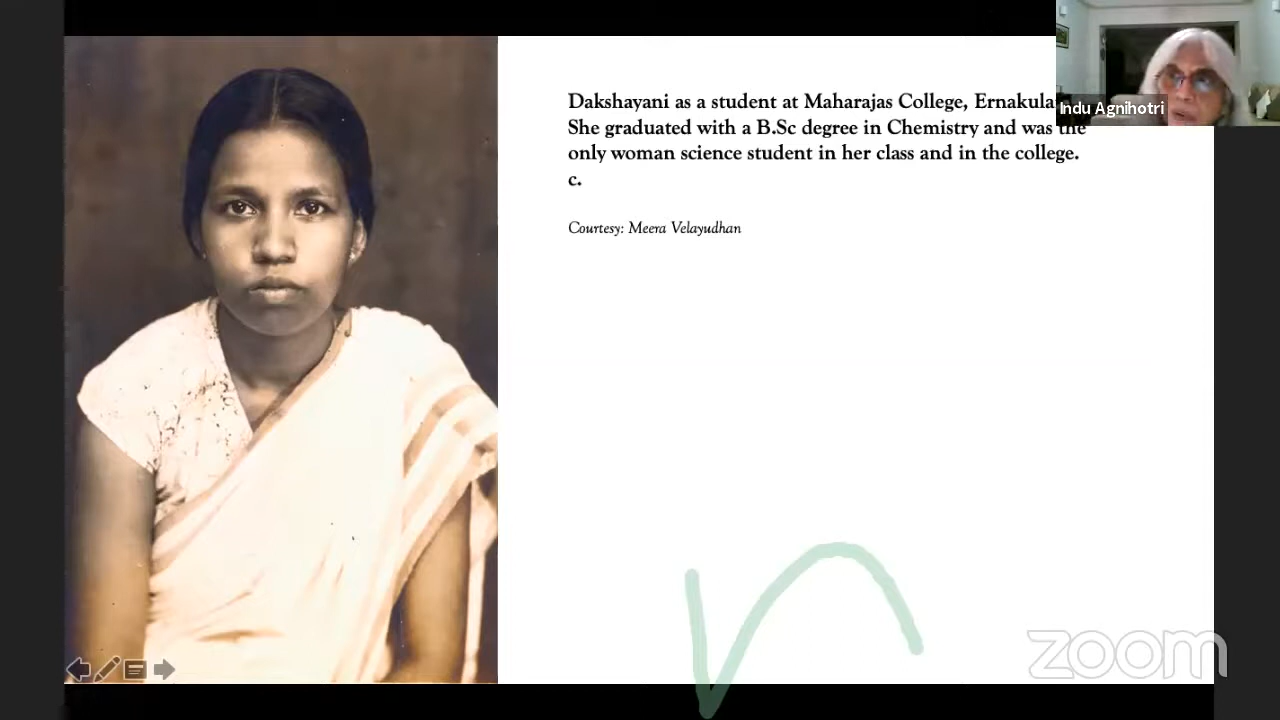 Dakshayani as a student at Maharajas College, Ernakula
She graduated with a B.Sc degree in Chemistry and was the
only woman science student in her class and in the college.
c.
Courtesy: Meera Velayudhan
Indu Agnihotri
zoom